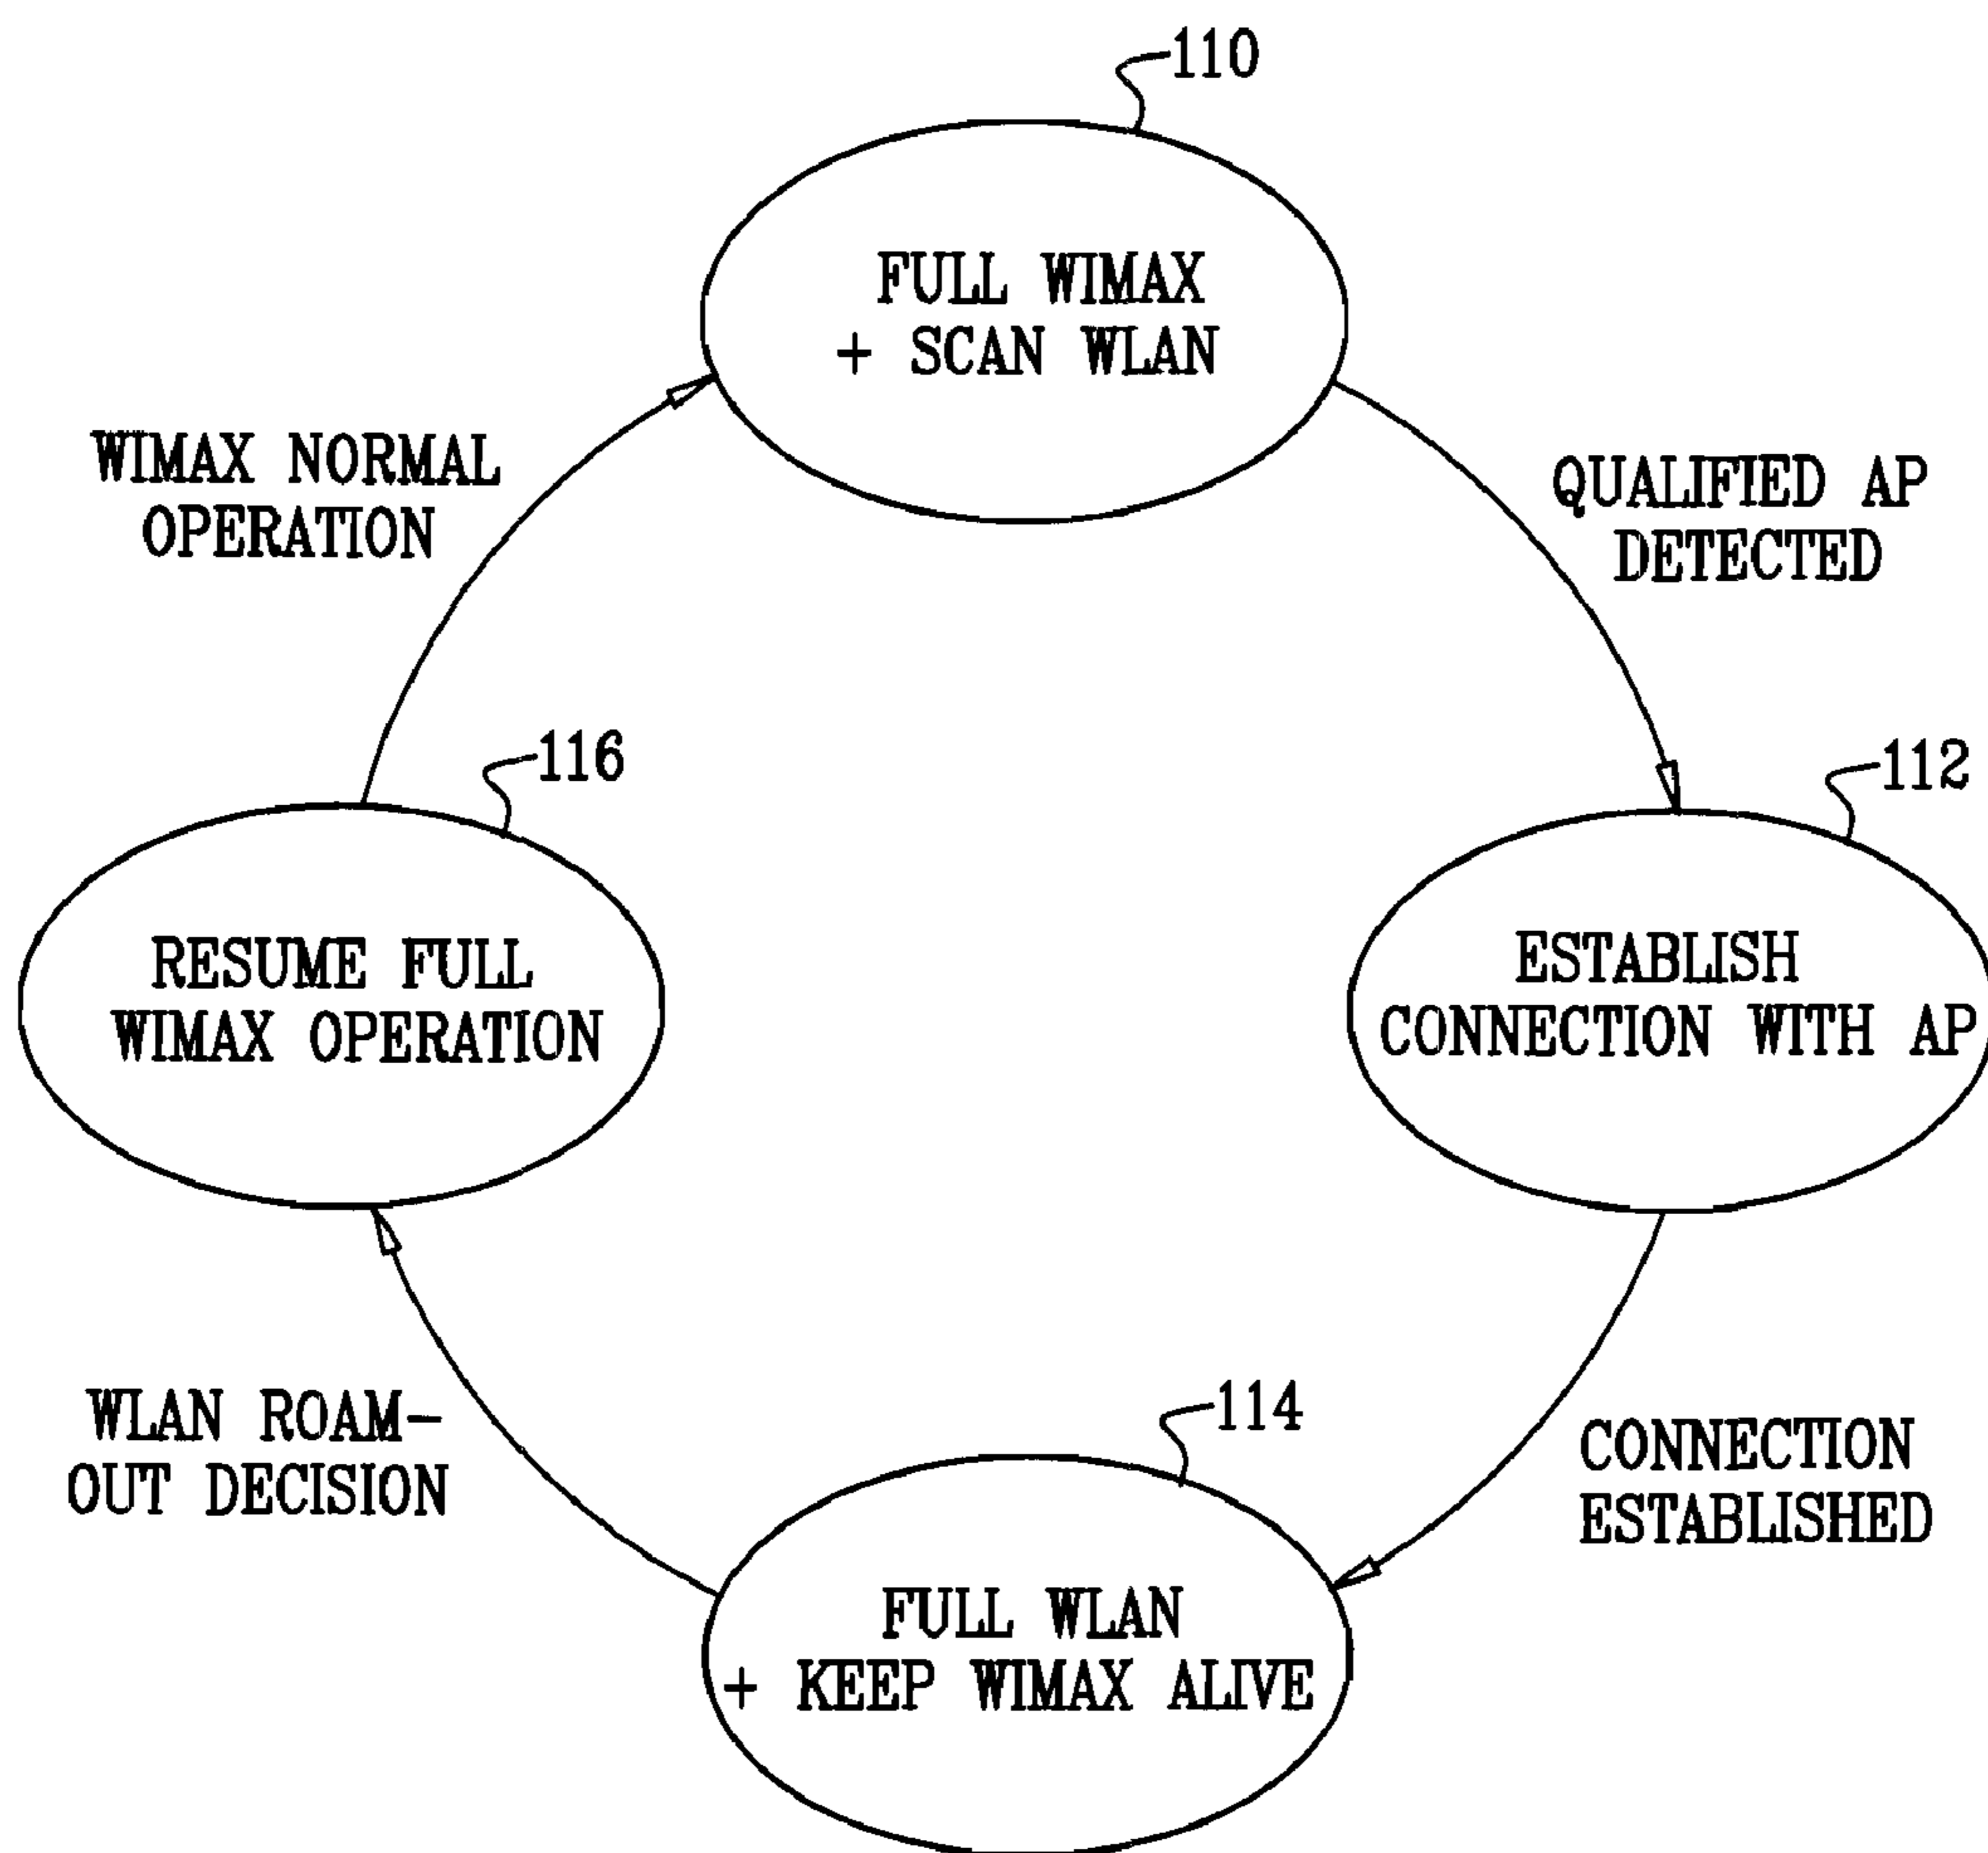 110
FULL WIMAX
+ SCAN WLAN
WIMAX NORMAL
OPERATION
QUALIFIED AP
DETECTED
116
112
RESUME FULL
WIMAX OPERATION
ESTABLISH
CONNECTION WITH AP
WLAN ROAM-
OUT DECISION
114
CONNECTION
ESTABLISHED
FULL WLAN
+ KEEP WIMAX ALIVE